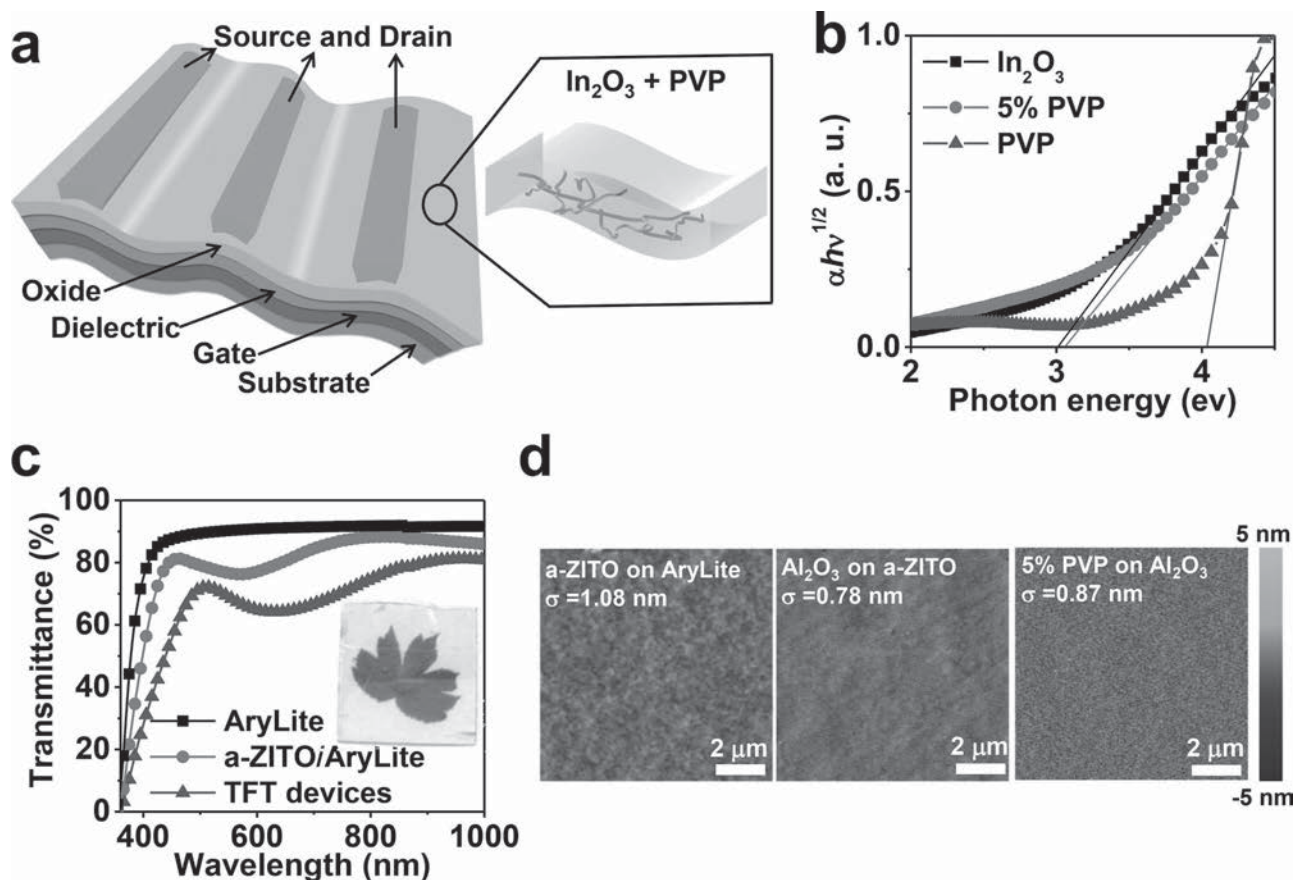 a
Source and Drain
In₂O₃ + PVP
Oxide
Dielectric
Gate
Substrate
b
1.0
0.5
0.0
αhν^1/2 (a. u.)
In₂O₃
5% PVP
PVP
2
3
4
Photon energy (ev)
c
100
80
60
40
20
0
Transmittance (%)
AryLite
a-ZITO/AryLite
TFT devices
400
600
800
1000
Wavelength (nm)
d
a-ZITO on AryLite
σ =1.08 nm
2 μm
Al₂O₃ on a-ZITO
σ =0.78 nm
2 μm
5% PVP on Al₂O₃
σ =0.87 nm
2 μm
5 nm
-5 nm